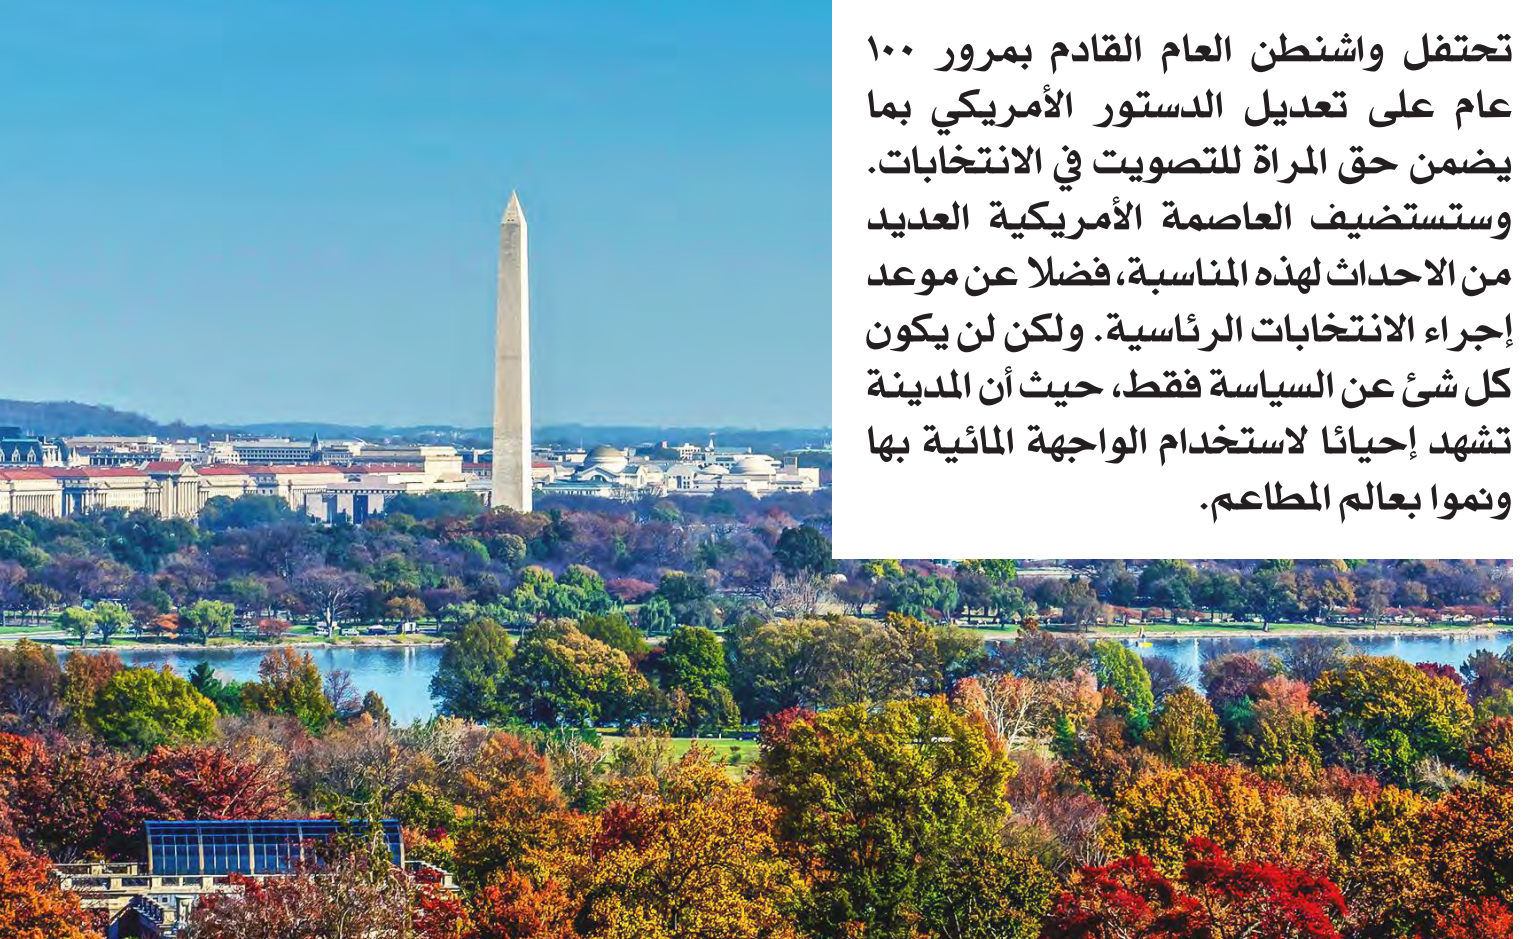 تحتفل واشنطن العام القادم بمرور ١٠٠
عام على تعديل الدستور الأمريكي بما
يضمن حق المراة للتصويت في الانتخابات.
وستستضيف العاصمة الأمريكية العديد
من الاحداث لهذه المناسبة، فضلا عن موعد
إجراء الانتخابات الرئاسية. ولكن لن يكون
كل شئ عن السياسة فقط، حيث أن المدينة
تشهد إحيائا لاستخدام الواجهة المائية بها
ونموا بعالم المطاعم.